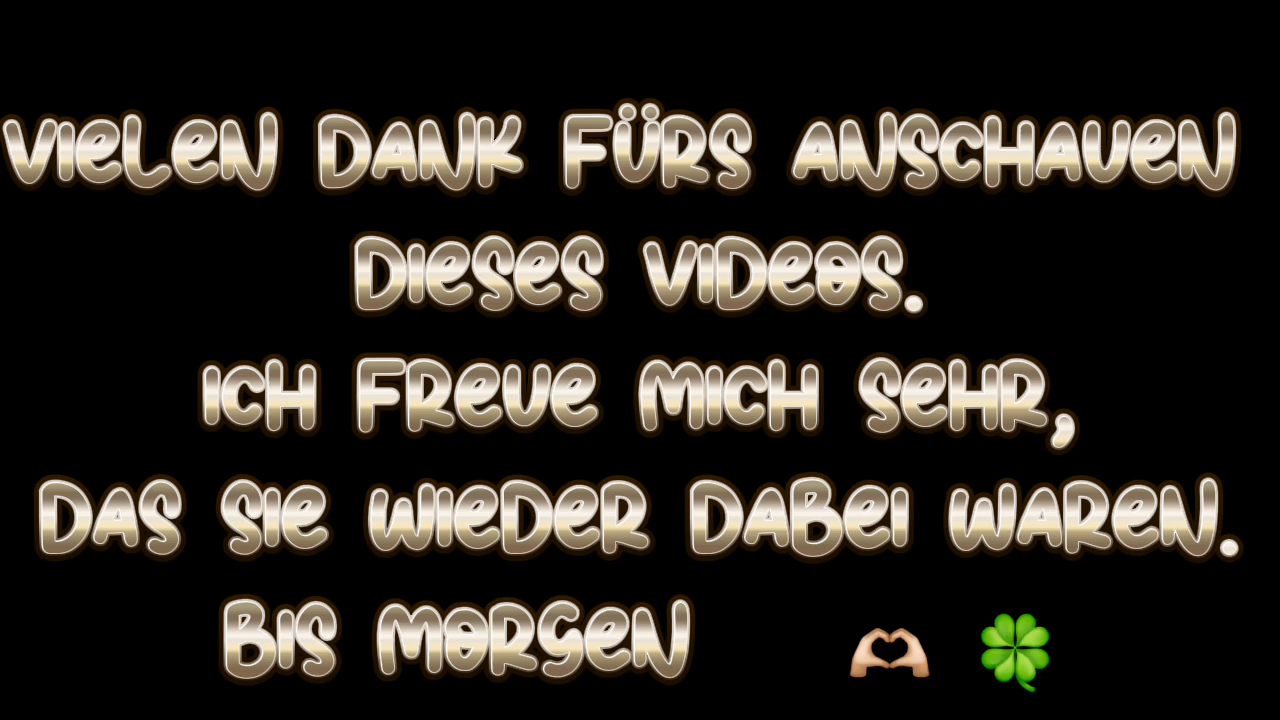 VIELEN DANK FÜRS ANSCHAUEN
DIESES VIDEOS.
ICH FREUE MICH SEHR,
DAS SIE WIEDER DABEI WAREN.
BIS MORGEN 🫶🏼 🍀